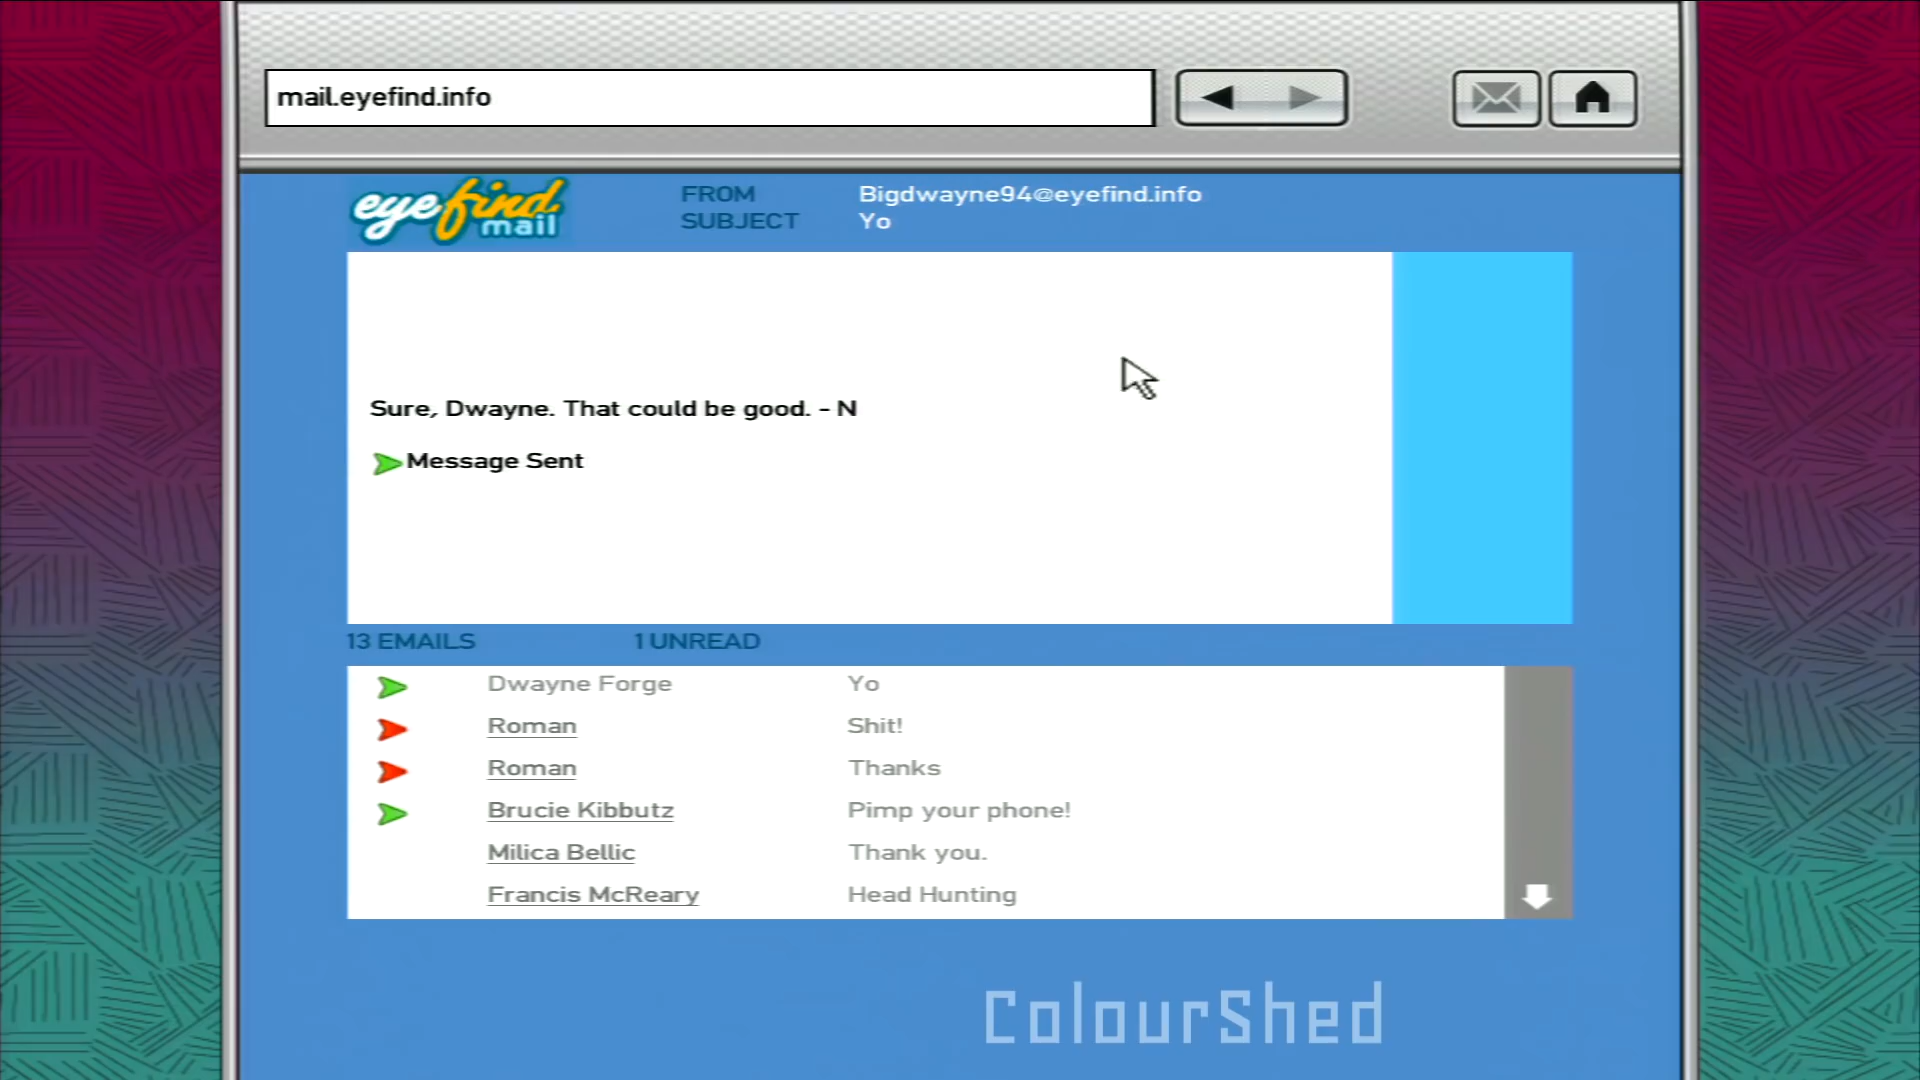 mail.eyefind.info
eyefind mail
FROM Bigdwayne94@eyefind.info
SUBJECT Yo
Sure, Dwayne. That could be good. - N
Message Sent
13 EMAILS 1 UNREAD
Dwayne Forge Yo
Roman Shit!
Roman Thanks
Brucie Kibbutz Pimp your phone!
Milica Bellic Thank you.
Francis McReary Head Hunting
ColourShed